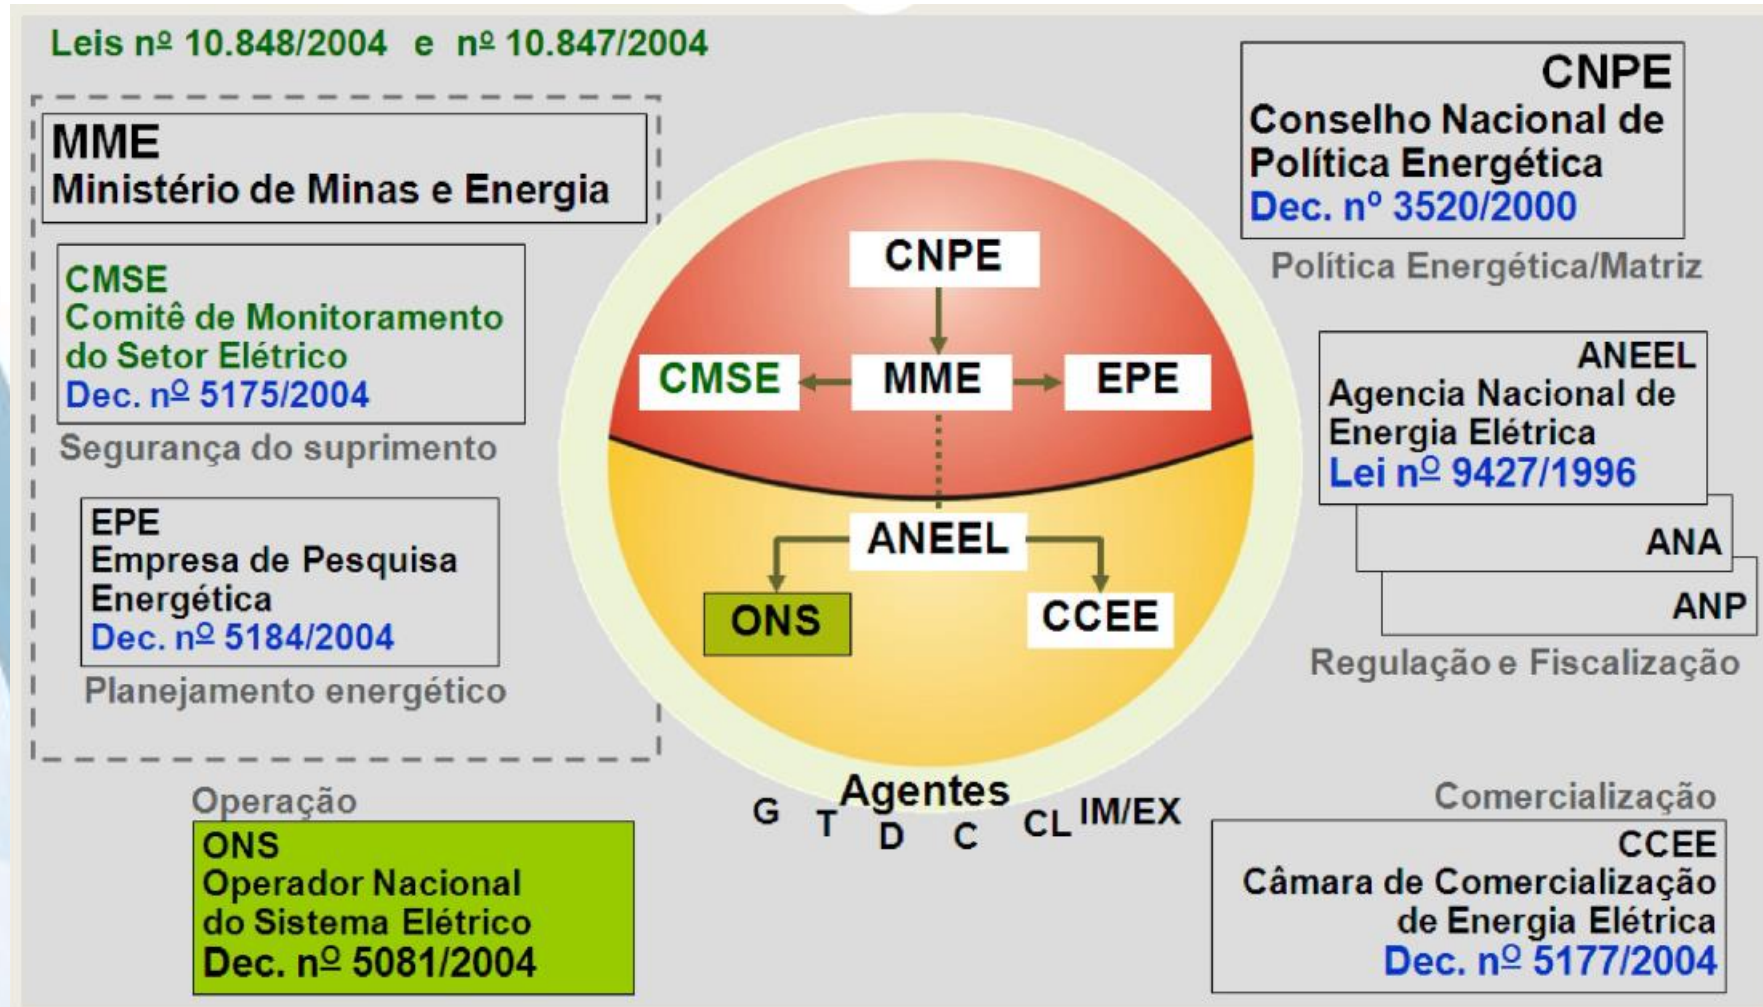 Leis nº 10.848/2004 e nº 10.847/2004
MME
Ministério de Minas e Energia
CMSE
Comitê de Monitoramento
do Setor Elétrico
Dec. nº 5175/2004
Segurança do suprimento
EPE
Empresa de Pesquisa
Energética
Dec. nº 5184/2004
Planejamento energético
Operação
ONS
Operador Nacional
do Sistema Elétrico
Dec. nº 5081/2004
CNPE
CMSE MME EPE
ANEEL
ONS CCEE
Agentes
G T D C CL IM/EX
CNPE
Conselho Nacional de
Política Energética
Dec. nº 3520/2000
Política Energética/Matriz
ANEEL
Agencia Nacional de
Energia Elétrica
Lei nº 9427/1996
ANA
ANP
Regulação e Fiscalização
Comercialização
CCEE
Câmara de Comercialização
de Energia Elétrica
Dec. nº 5177/2004